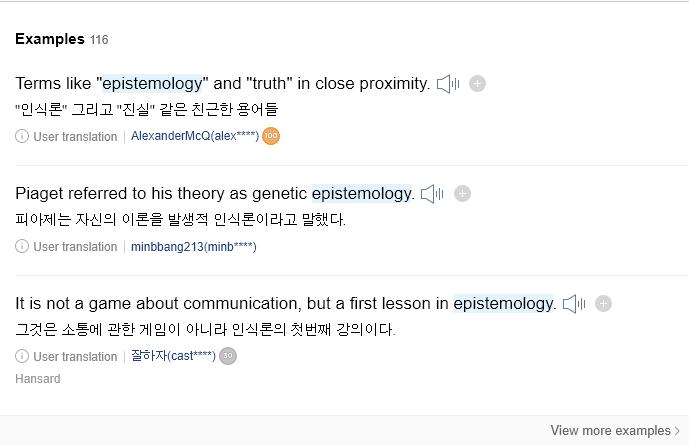 Examples 116
Terms like "epistemology" and "truth" in close proximity.
"인식론" 그리고 "진실" 같은 친근한 용어들
User translation | AlexanderMcQ(alex****) 100
Piaget referred to his theory as genetic epistemology.
피아제는 자신의 이론을 발생적 인식론이라고 말했다.
User translation | minbbang213(minb****)
It is not a game about communication, but a first lesson in epistemology.
그것은 소통에 관한 게임이 아니라 인식론의 첫번째 강의이다.
User translation | 잘하자(cast****) 30
Hansard
View more examples